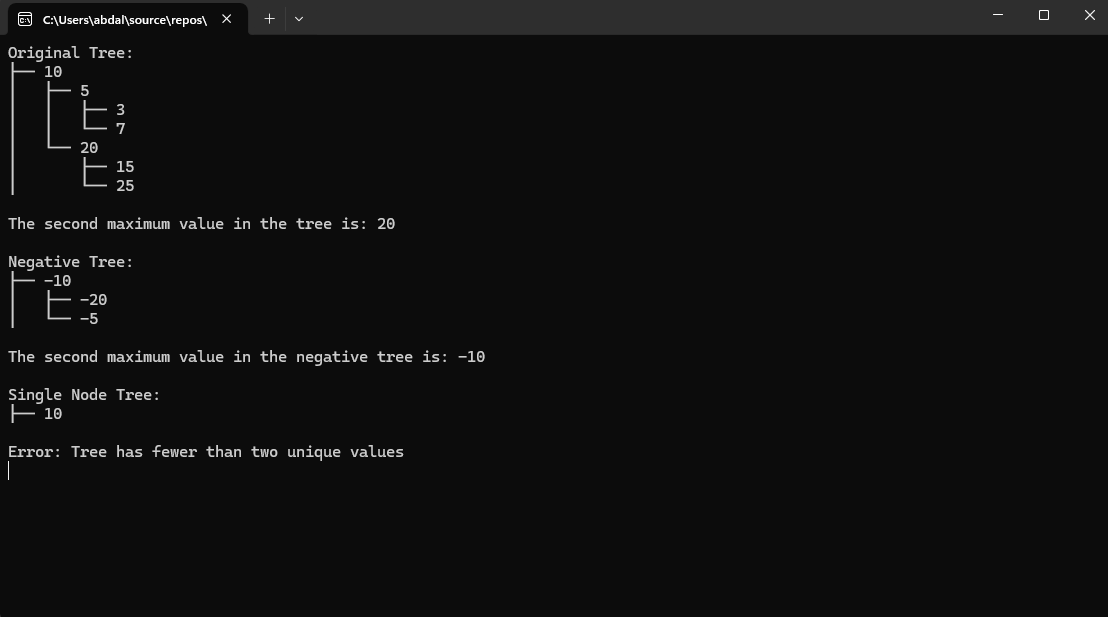 C:\Users\abdal\source\repos\
Original Tree:
├── 10
│   ├── 5
│   │   ├── 3
│   │   └── 7
│   └── 20
│       ├── 15
│       └── 25
The second maximum value in the tree is: 20
Negative Tree:
├── -10
│   ├── -20
│   └── -5
The second maximum value in the negative tree is: -10
Single Node Tree:
├── 10
Error: Tree has fewer than two unique values